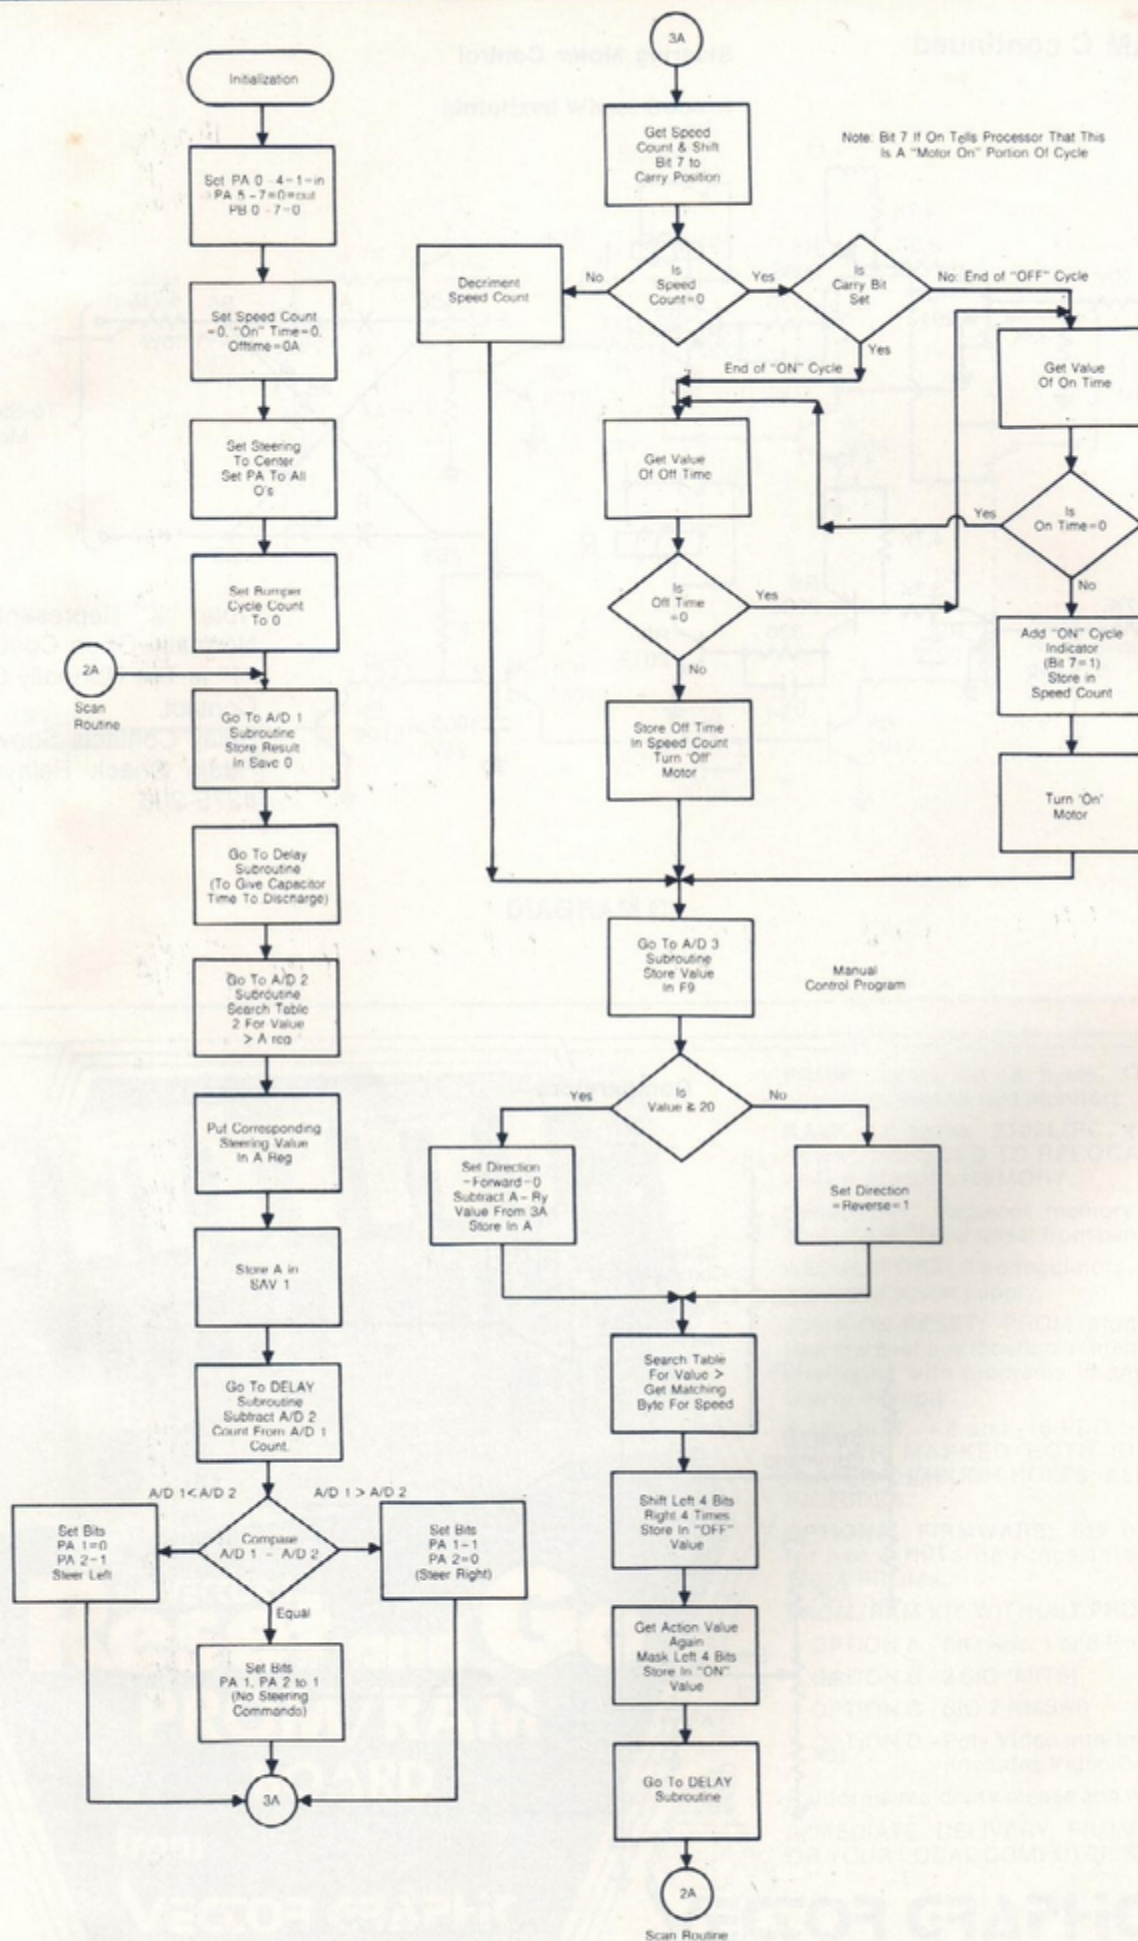 Initialization
Set PA 0 -4-1-in
PA 5 -7=0=out
PB 0 -7-0
Set Speed Count
=0, "On" Time=0,
Offtime=0A
Set Steering
To Center
Set PA To All
O's
Set Bumper
Cycle Count
To 0
2A
Scan
Routine
Go To A/D 1
Subroutine
Store Result
In Save 0
Go To Delay
Subroutine
(To Give Capacitor
Time To Discharge)
Go To A/D 2
Subroutine
Search Table
2 For Value
> A reg
Put Corresponding
Steering Value
In A Reg
Store A in
SAV 1
Go To DELAY
Subroutine
Subtract A/D 2
Count From A/D 1
Count.
A/D 1<A/D 2
A/D 1 > A/D 2
Set Bits
PA 1=0
PA 2-1
Steer Left
Compare
A/D 1 - A/D 2
Set Bits
PA 1-1
PA 2=0
(Steer Right)
Equal
Set Bits
PA 1, PA 2 to 1
(No Steering
Commands)
3A
3A
Get Speed
Count & Shift
Bit 7 to
Carry Position
Note: Bit 7 If On Tells Processor That This
Is A "Motor On" Portion Of Cycle
Decriment
Speed Count
No
Is
Speed
Count=0
Yes
Is
Carry Bit
Set
No: End of "OFF" Cycle
Yes
End of "ON" Cycle
Get Value
Of On Time
Get Value
Of Off Time
Yes
Is
On Time=0
No
Is
Off Time
=0
Yes
No
Add "ON" Cycle
Indicator
(Bit 7=1)
Store in
Speed Count
Store Off Time
In Speed Count
Turn 'Off'
Motor
Turn 'On'
Motor
Go To A/D 3
Subroutine
Store Value
In F9
Manual
Control Program
Yes
Is
Value ≥ 20
No
Set Direction
-Forward-0
Subtract A- Ry
Value From 3A
Store In A
Set Direction
=Reverse=1
Search Table
For Value >
Get Matching
Byte For Speed
Shift Left 4 Bits
Right 4 Times
Store In "OFF"
Value
Get Action Value
Again
Mask Left 4 Bits
Store In "ON"
Value
Go To DELAY
Subroutine
2A
Scan Routine